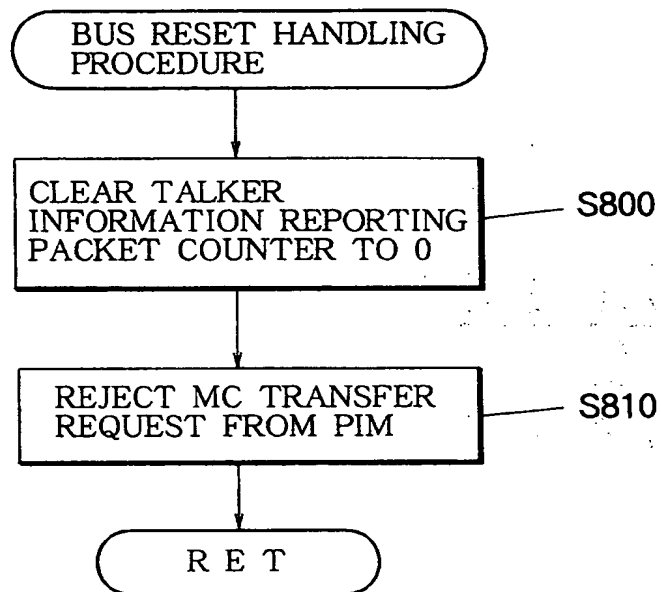 BUS RESET HANDLING
PROCEDURE
CLEAR TALKER
INFORMATION REPORTING
PACKET COUNTER TO 0
S800
REJECT MC TRANSFER
REQUEST FROM PIM
S810
R E T